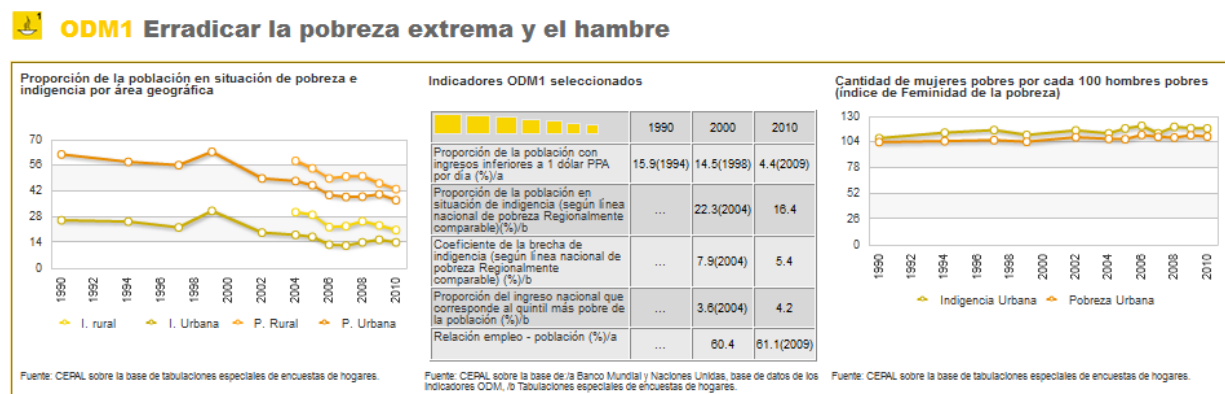 1
ODM1 Erradicar la pobreza extrema y el hambre
Proporción de la población en situación de pobreza e
indigencia por área geográfica
70
56
42
28
14
0
1990
1992
1994
1996
1998
2000
2002
2004
2006
2008
2010
I. rural
I. Urbana
P. Rural
P. Urbana
Fuente: CEPAL sobre la base de tabulaciones especiales de encuestas de hogares.
Indicadores ODM1 seleccionados
1990 2000 2010
Proporción de la población con
ingresos inferiores a 1 dólar PPA
por día (%)/a
15.9(1994) 14.5(1998) 4.4(2009)
Proporción de la población en
situación de indigencia (según línea
nacional de pobreza Regionalmente
comparable)(%)/b
... 22.3(2004) 16.4
Coeficiente de la brecha de
indigencia (según línea nacional de
pobreza Regionalmente
comparable) (%)/b
... 7.9(2004) 5.4
Proporción del ingreso nacional que
corresponde al quintil más pobre de
la población (%)/b
... 3.6(2004) 4.2
Relación empleo - población (%)/a
... 60.4 61.1(2009)
Fuente: CEPAL sobre la base de:/a Banco Mundial y Naciones Unidas, base de datos de los
Indicadores ODM, /b Tabulaciones especiales de encuestas de hogares.
Cantidad de mujeres pobres por cada 100 hombres pobres
(índice de Feminidad de la pobreza)
130
104
78
52
26
0
1990
1992
1994
1996
1998
2000
2002
2004
2006
2008
2010
Indigencia Urbana
Pobreza Urbana
Fuente: CEPAL sobre la base de tabulaciones especiales de encuestas de hogares.